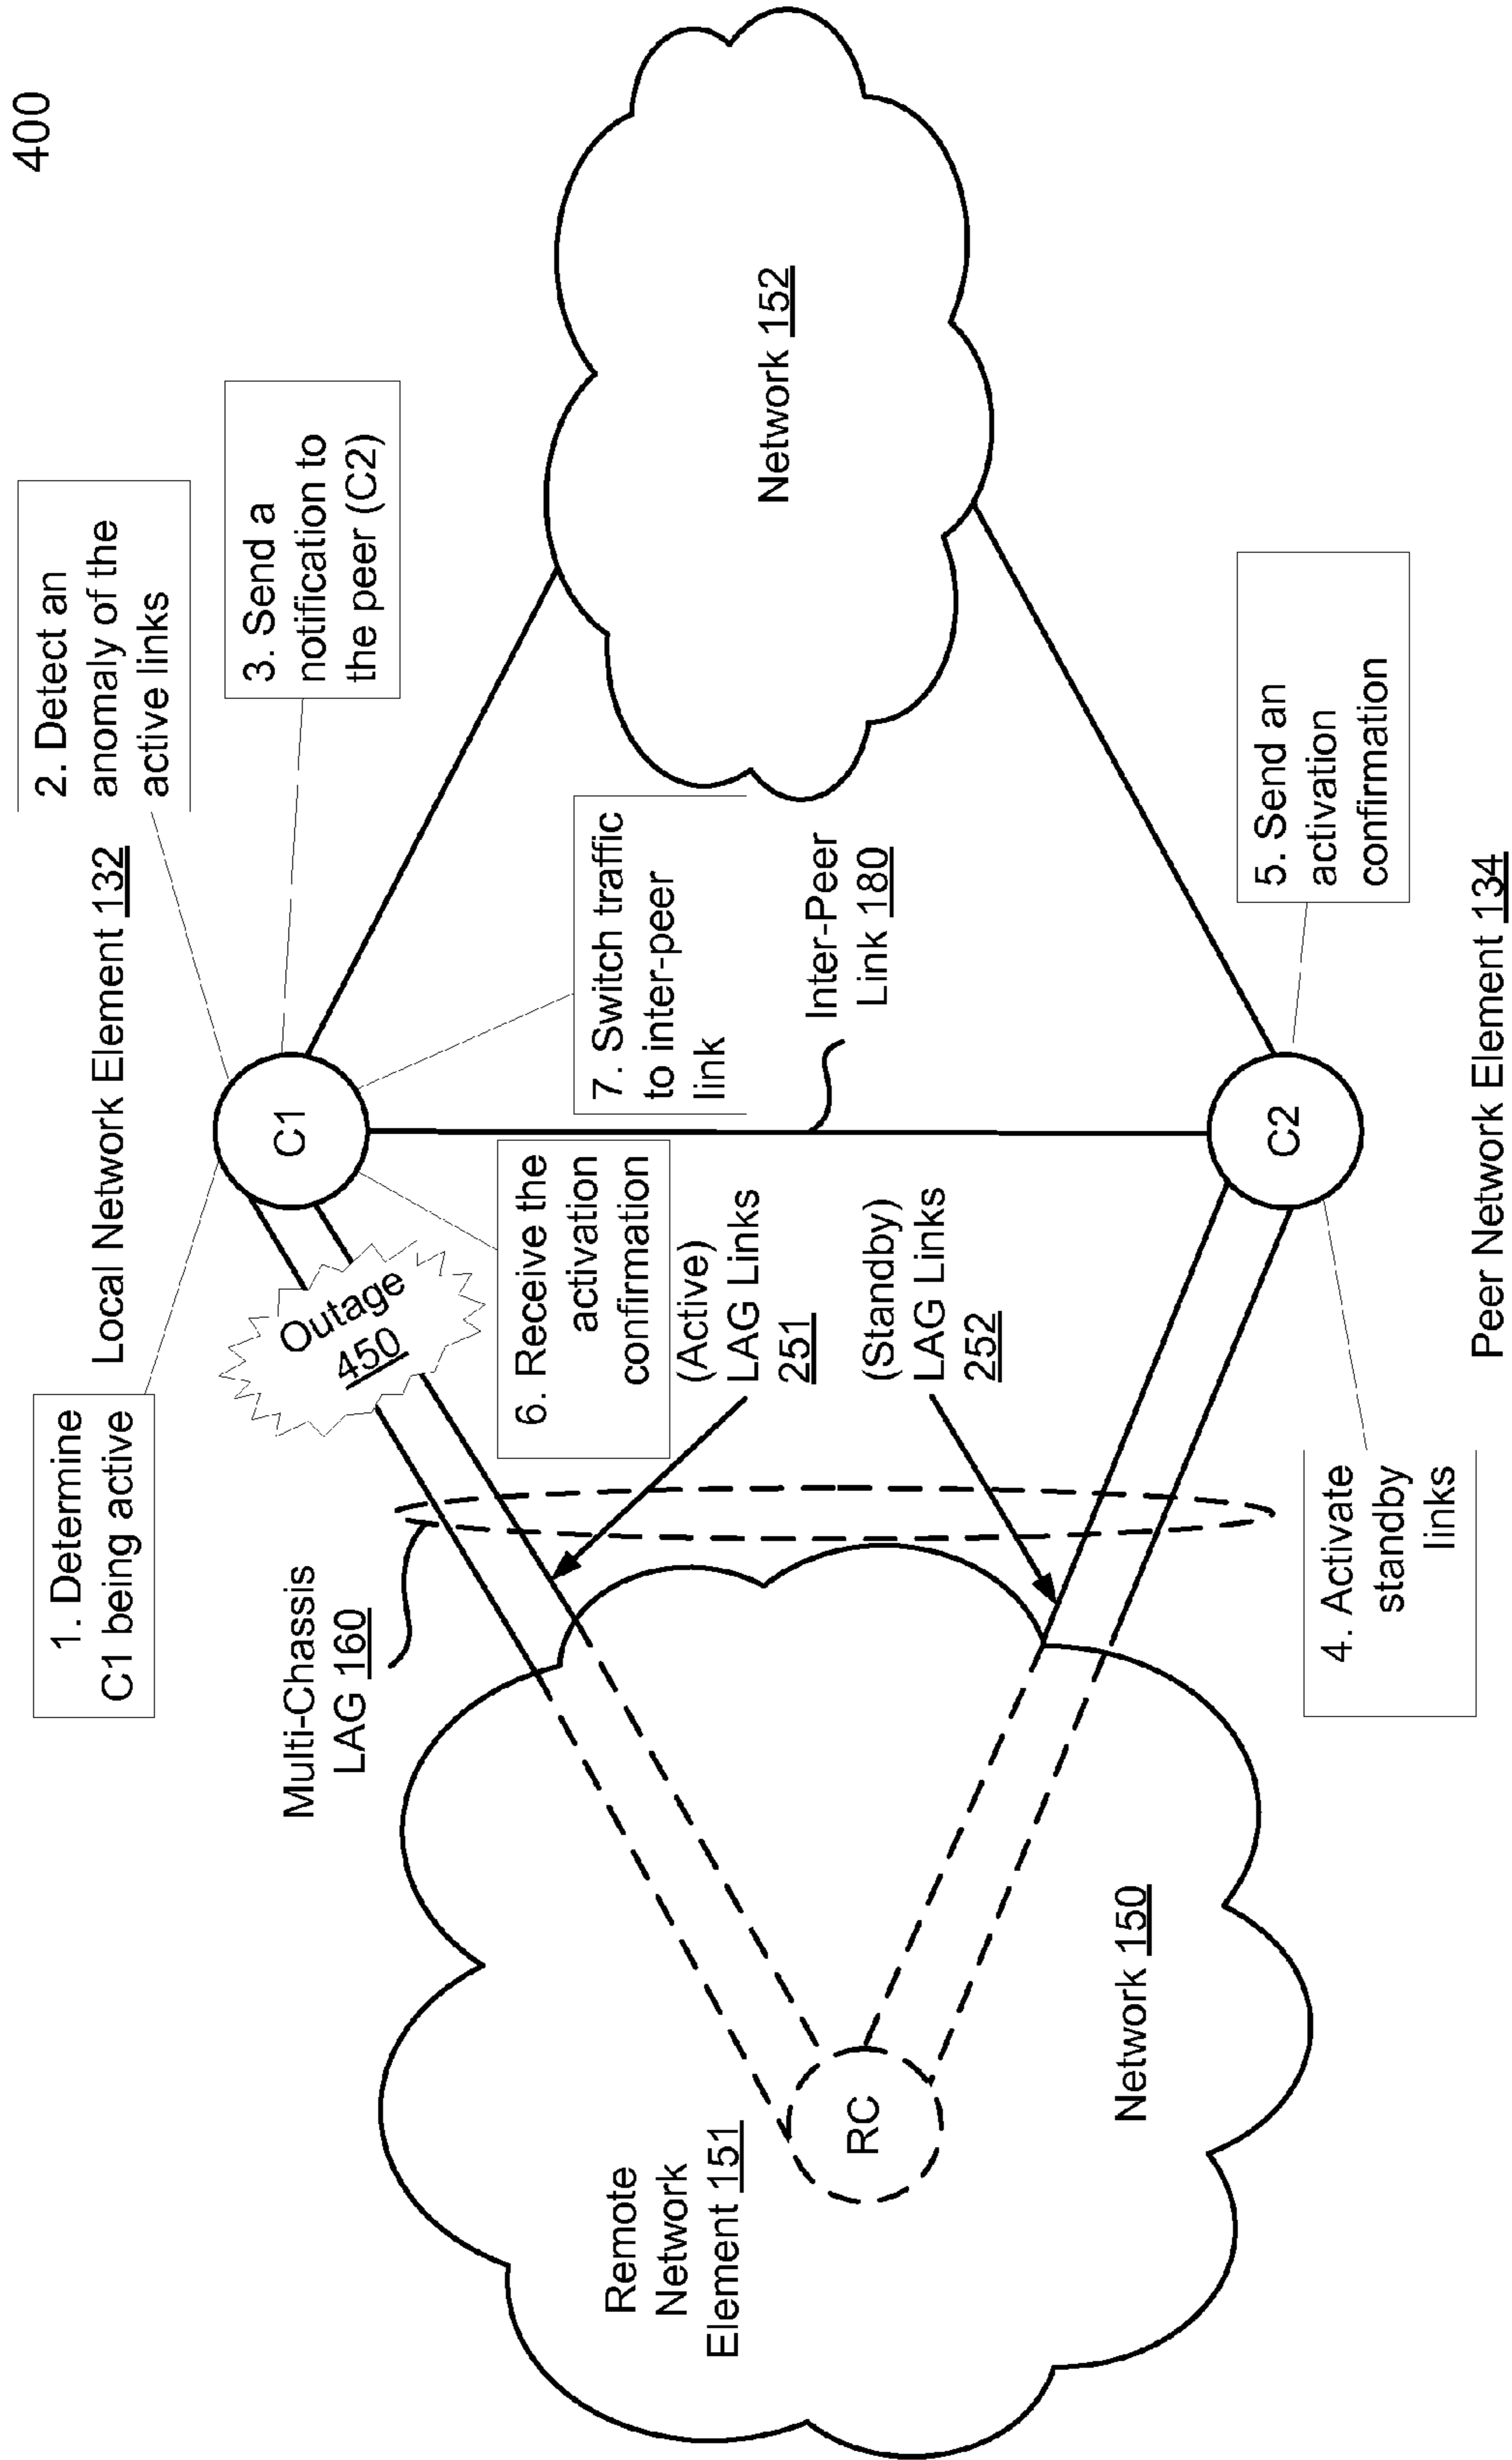 400
1. Determine
C1 being active
Local Network Element 132
2. Detect an
anomaly of the
active links
3. Send a
notification to
the peer (C2)
C1
Outage
450
Multi-Chassis
LAG 160
6. Receive the
activation
confirmation
7. Switch traffic
to inter-peer
link
(Active)
LAG Links
251
Inter-Peer
Link 180
Network 152
(Standby)
LAG Links
252
Remote
Network
Element 151
RC
Network 150
C2
4. Activate
standby
links
5. Send an
activation
confirmation
Peer Network Element 134